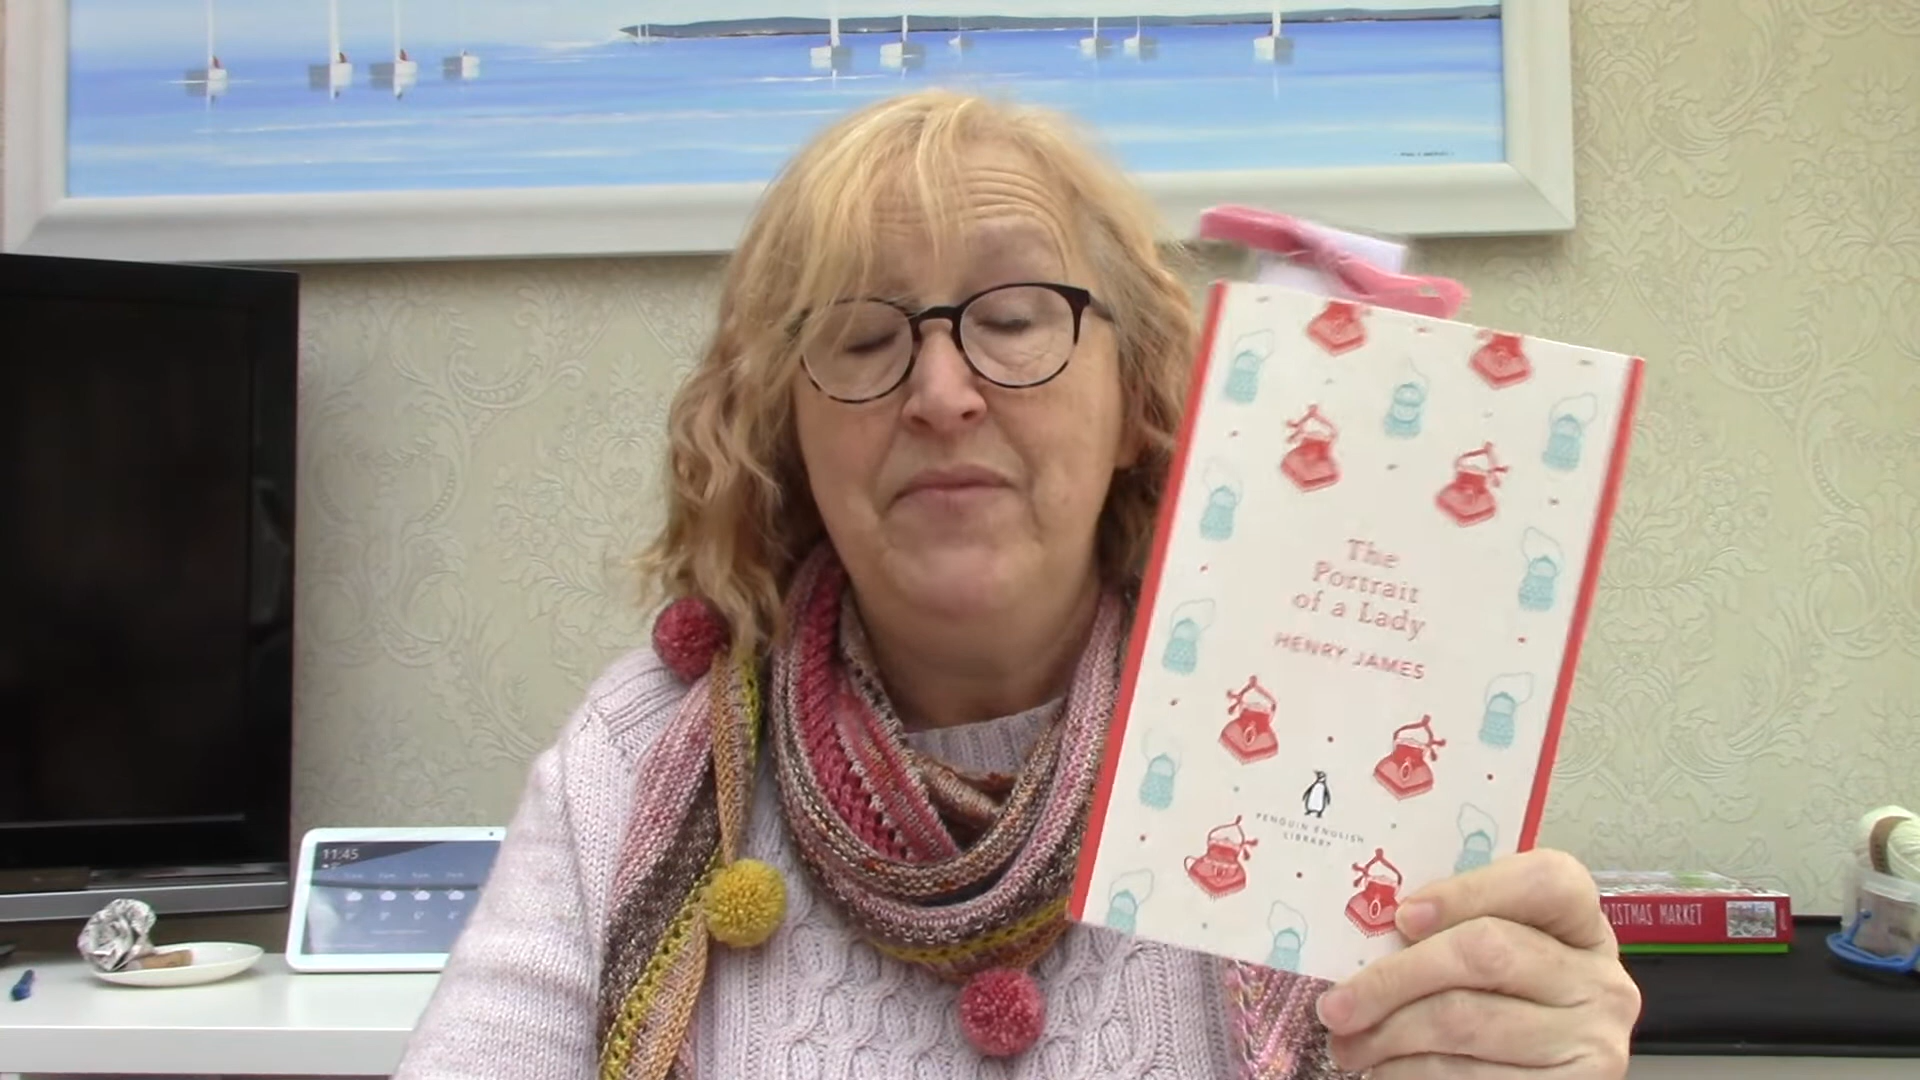 11:45
The
Portrait
of a Lady
HENRY JAMES
PENGUIN ENGLISH
LIBRARY
ISTMAS MARKET